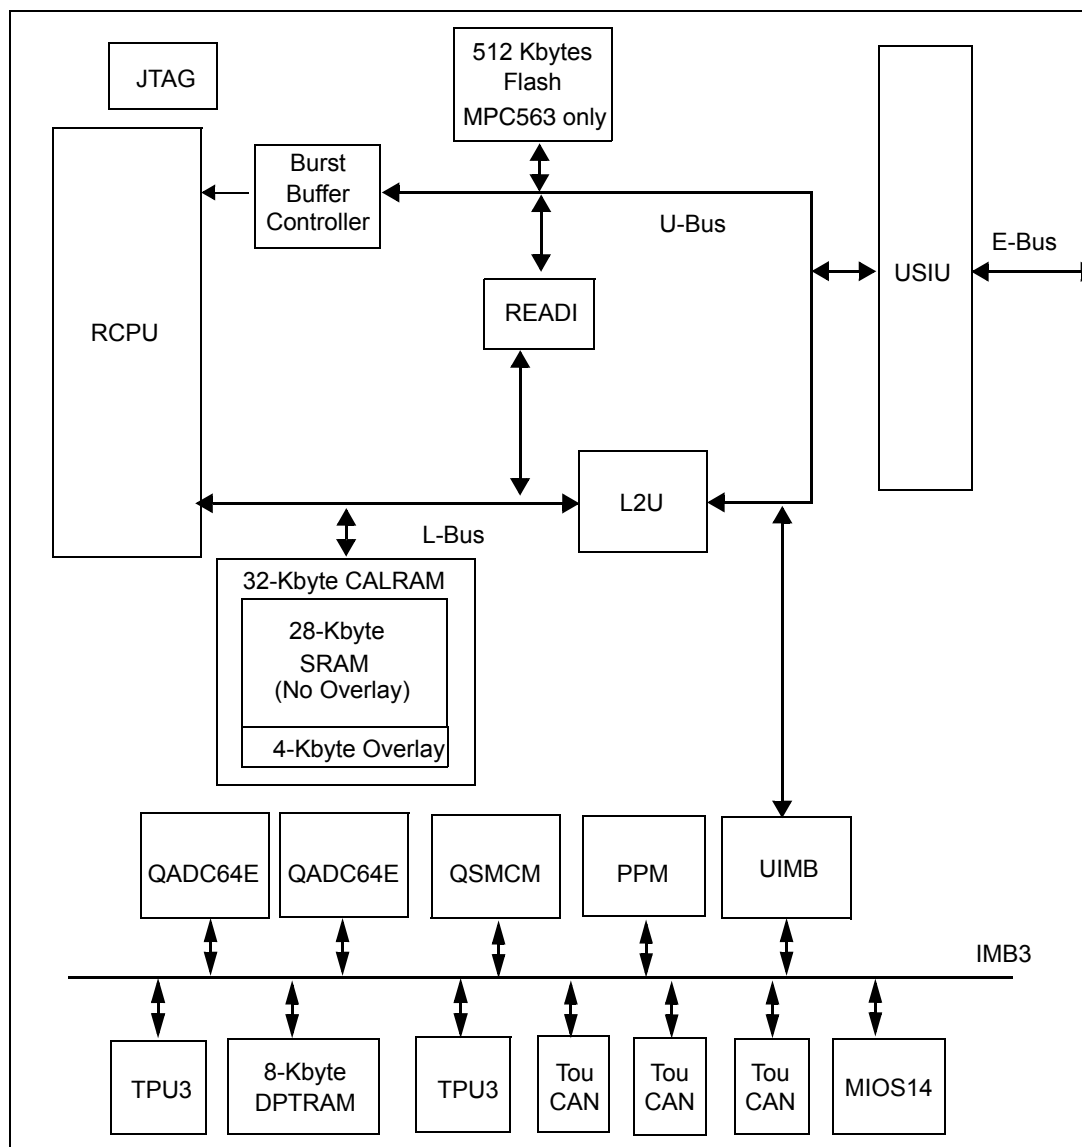 JTAG
512 Kbytes
Flash
MPC563 only
Burst
Buffer
Controller
U-Bus
E-Bus
USIU
READI
RCPU
L2U
L-Bus
32-Kbyte CALRAM
28-Kbyte
SRAM
(No Overlay)
4-Kbyte Overlay
QADC64E
QADC64E
QSMCM
PPM
UIMB
IMB3
TPU3
8-Kbyte
DPTRAM
TPU3
Tou
CAN
Tou
CAN
Tou
CAN
MIOS14